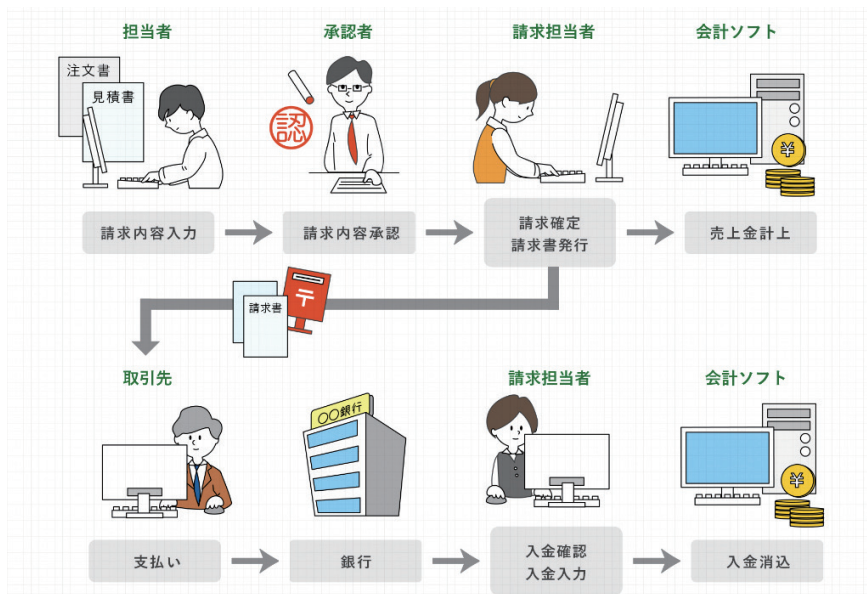 担当者
承認者
請求担当者
会計ソフト
注文書
見積書
認
¥
請求内容入力
請求内容承認
請求確定
請求書発行
売上金計上
〒
請求書
取引先
請求担当者
会計ソフト
〇〇銀行
¥
支払い
銀行
入金確認
入金入力
入金消込